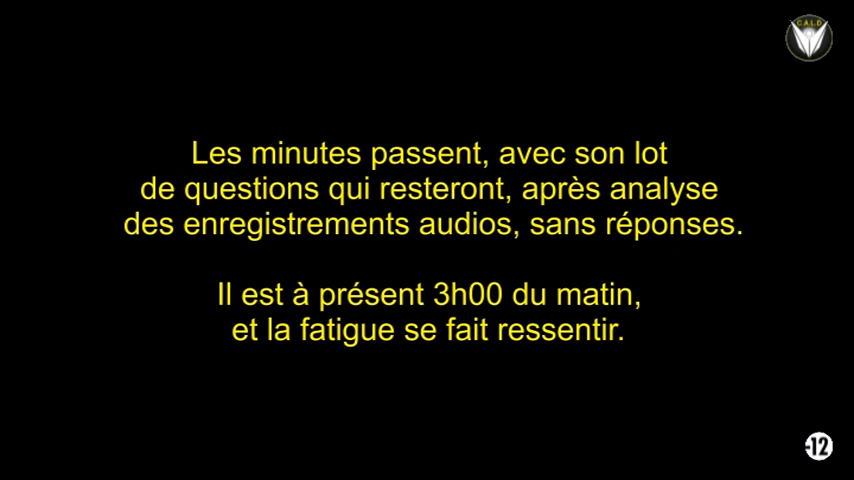 C.A.L.D
Les minutes passent, avec son lot
de questions qui resteront, après analyse
des enregistrements audios, sans réponses.
Il est à présent 3h00 du matin,
et la fatigue se fait ressentir.
-12